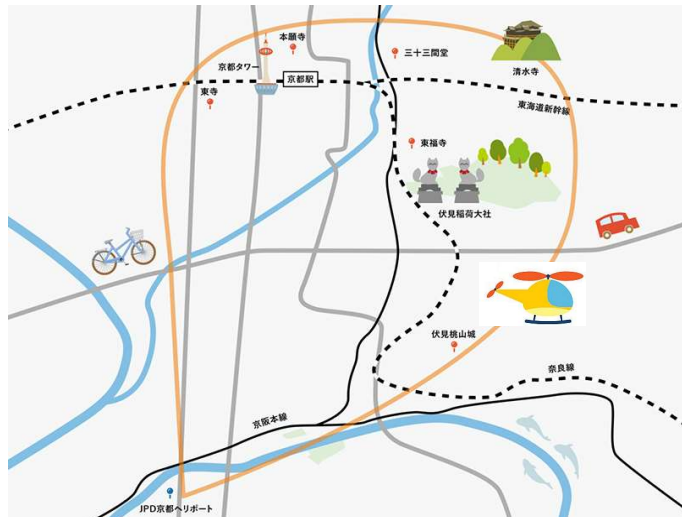 本願寺
三十三間堂
京都タワー
清水寺
京都駅
東寺
東海道新幹線
東福寺
伏見稲荷大社
伏見桃山城
奈良線
京阪本線
JPD京都ヘリポート